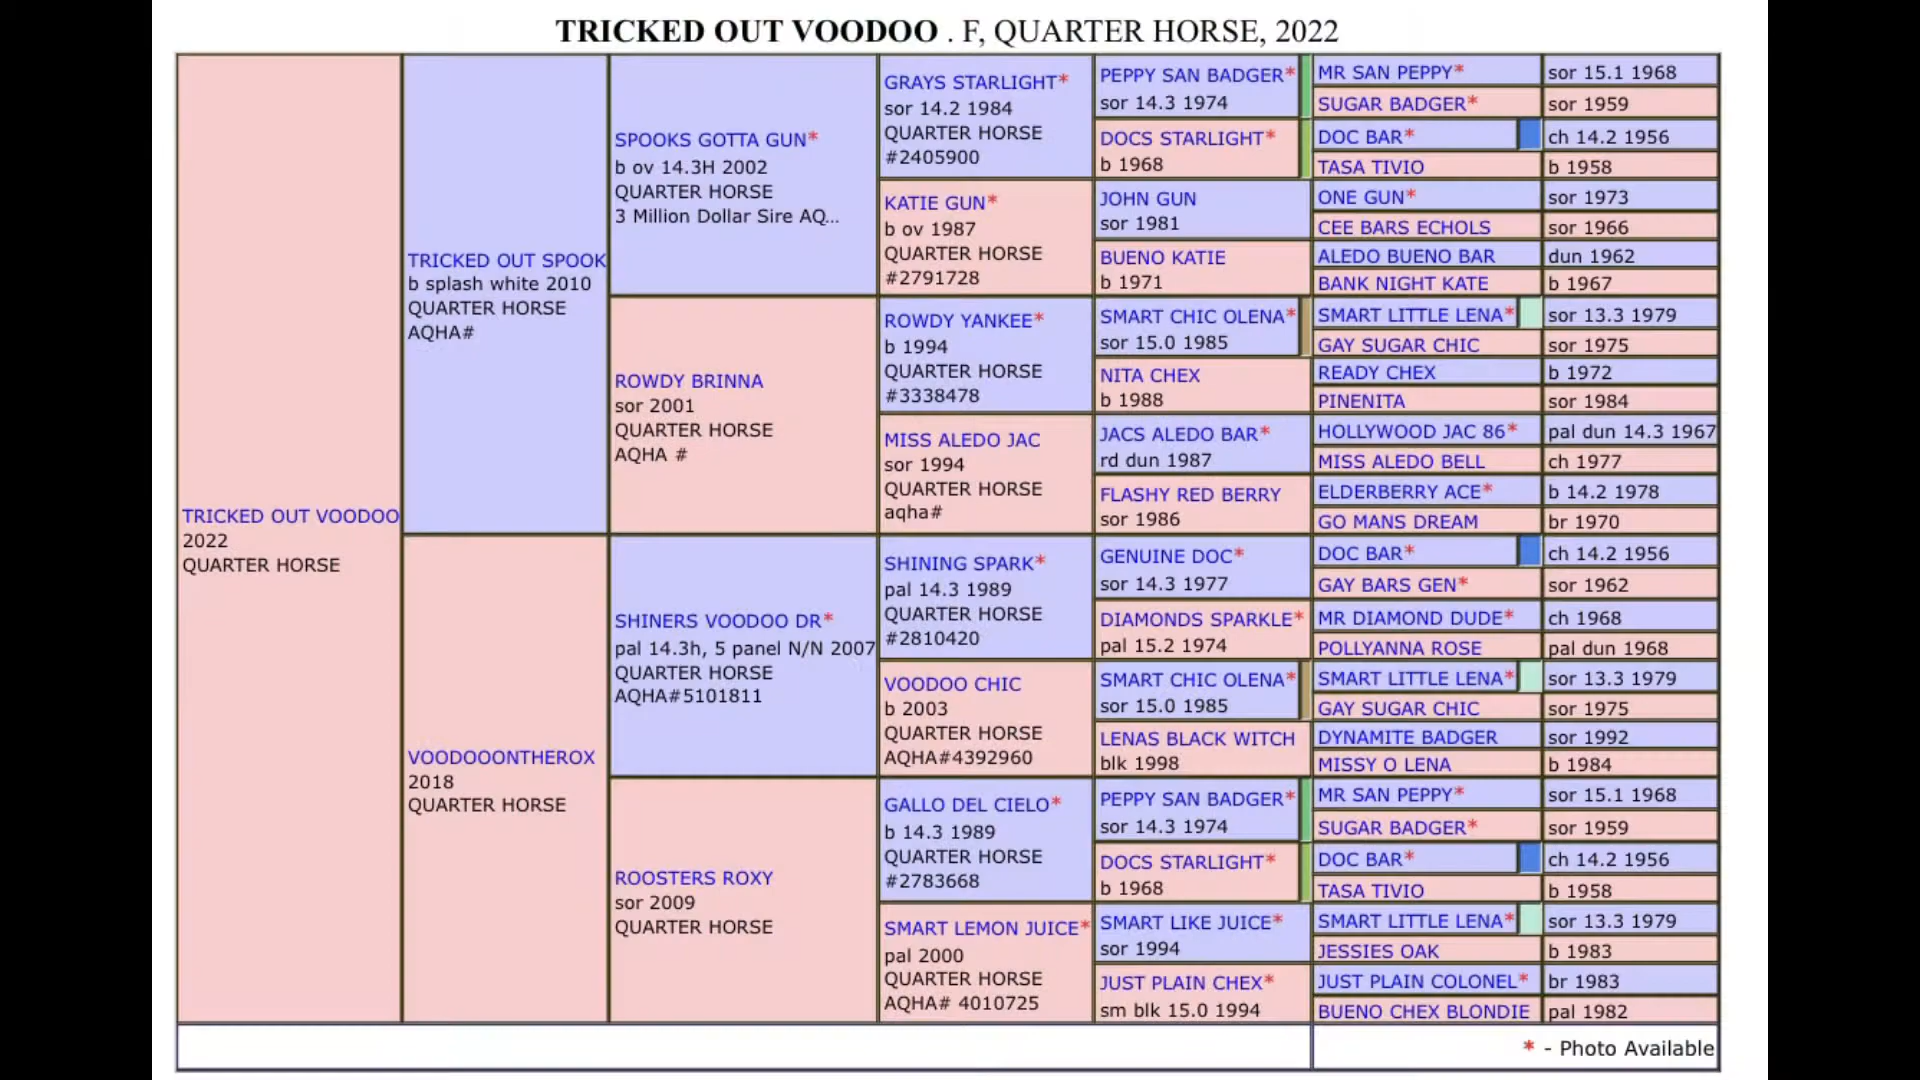 TRICKED OUT VOODOO . F, QUARTER HORSE, 2022
TRICKED OUT VOODOO
2022
QUARTER HORSE
TRICKED OUT SPOOK
b splash white 2010
QUARTER HORSE
AQHA#
VOODOOONTHEROX
2018
QUARTER HORSE
SPOOKS GOTTA GUN*
b ov 14.3H 2002
QUARTER HORSE
3 Million Dollar Sire AQ...
ROWDY BRINNA
sor 2001
QUARTER HORSE
AQHA #
SHINERS VOODOO DR*
pal 14.3h, 5 panel N/N 2007
QUARTER HORSE
AQHA#5101811
ROOSTERS ROXY
sor 2009
QUARTER HORSE
GRAYS STARLIGHT*
sor 14.2 1984
QUARTER HORSE
#2405900
KATIE GUN*
b ov 1987
QUARTER HORSE
#2791728
ROWDY YANKEE*
b 1994
QUARTER HORSE
#3338478
MISS ALEDO JAC
sor 1994
QUARTER HORSE
aqha#
SHINING SPARK*
pal 14.3 1989
QUARTER HORSE
#2810420
VOODOO CHIC
b 2003
QUARTER HORSE
AQHA#4392960
GALLO DEL CIELO*
b 14.3 1989
QUARTER HORSE
#2783668
SMART LEMON JUICE*
pal 2000
QUARTER HORSE
AQHA# 4010725
PEPPY SAN BADGER*
sor 14.3 1974
DOCS STARLIGHT*
b 1968
JOHN GUN
sor 1981
BUENO KATIE
b 1971
SMART CHIC OLENA*
sor 15.0 1985
NITA CHEX
b 1988
JACS ALEDO BAR*
rd dun 1987
FLASHY RED BERRY
sor 1986
GENUINE DOC*
sor 14.3 1977
DIAMONDS SPARKLE*
pal 15.2 1974
SMART CHIC OLENA*
sor 15.0 1985
LENAS BLACK WITCH
blk 1998
PEPPY SAN BADGER*
sor 14.3 1974
DOCS STARLIGHT*
b 1968
SMART LIKE JUICE*
sor 1994
JUST PLAIN CHEX*
sm blk 15.0 1994
MR SAN PEPPY* sor 15.1 1968
SUGAR BADGER* sor 1959
DOC BAR* ch 14.2 1956
TASA TIVIO b 1958
ONE GUN* sor 1973
CEE BARS ECHOLS sor 1966
ALEDO BUENO BAR dun 1962
BANK NIGHT KATE b 1967
SMART LITTLE LENA* sor 13.3 1979
GAY SUGAR CHIC sor 1975
READY CHEX b 1972
PINENITA sor 1984
HOLLYWOOD JAC 86* pal dun 14.3 1967
MISS ALEDO BELL ch 1977
ELDERBERRY ACE* b 14.2 1978
GO MANS DREAM br 1970
DOC BAR* ch 14.2 1956
GAY BARS GEN* sor 1962
MR DIAMOND DUDE* ch 1968
POLLYANNA ROSE pal dun 1968
SMART LITTLE LENA* sor 13.3 1979
GAY SUGAR CHIC sor 1975
DYNAMITE BADGER sor 1992
MISSY O LENA b 1984
MR SAN PEPPY* sor 15.1 1968
SUGAR BADGER* sor 1959
DOC BAR* ch 14.2 1956
TASA TIVIO b 1958
SMART LITTLE LENA* sor 13.3 1979
JESSIES OAK b 1983
JUST PLAIN COLONEL* br 1983
BUENO CHEX BLONDIE pal 1982
* - Photo Available